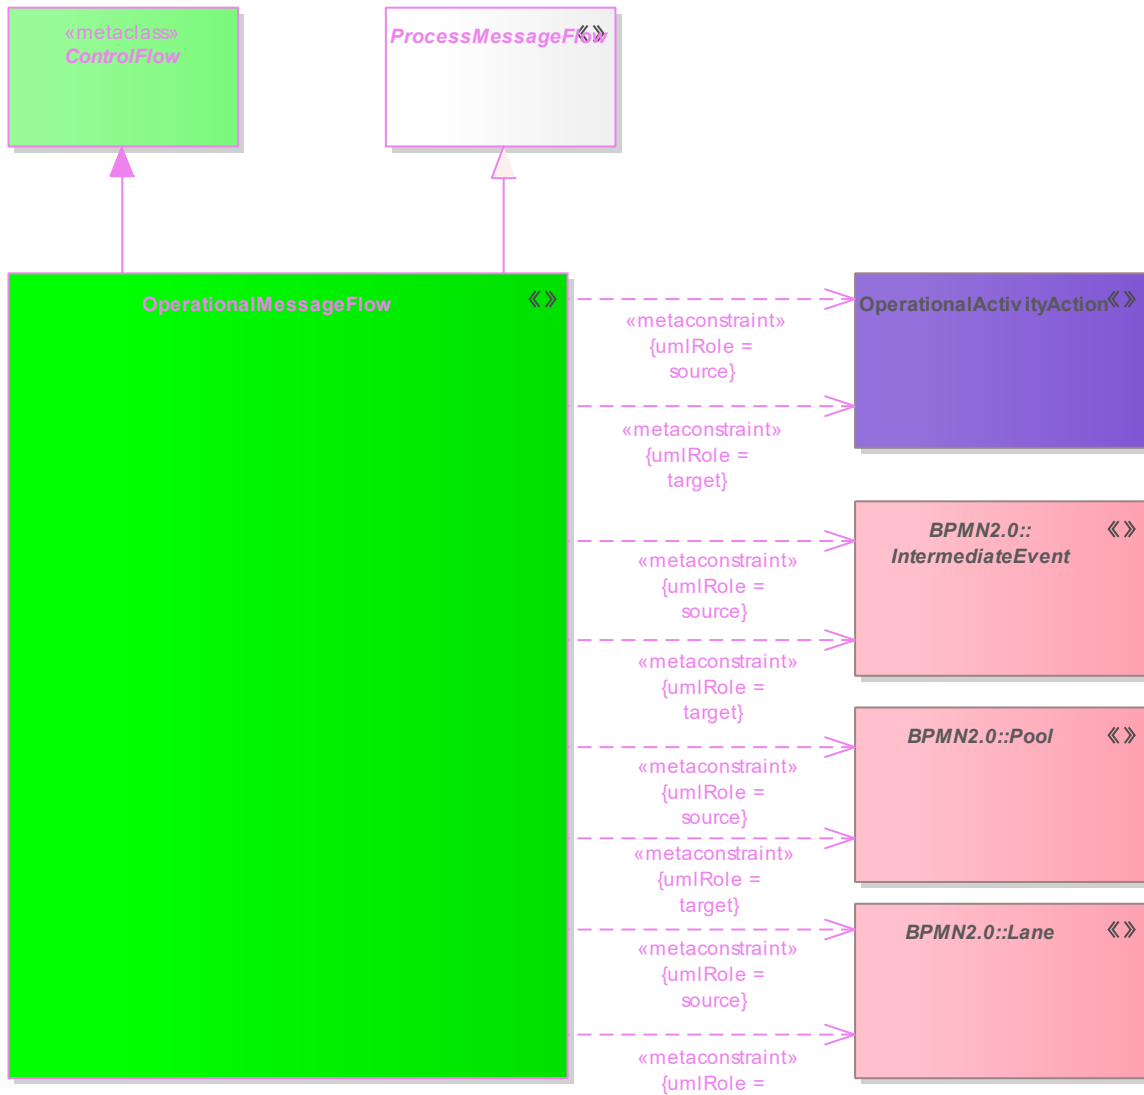 «metaclass»
ControlFlow
ProcessMessageFlow
OperationalMessageFlow
OperationalActivityAction
«metaconstraint»
{umlRole =
source}
«metaconstraint»
{umlRole =
target}
BPMN2.0::
IntermediateEvent
«metaconstraint»
{umlRole =
source}
«metaconstraint»
{umlRole =
target}
BPMN2.0::Pool
«metaconstraint»
{umlRole =
source}
«metaconstraint»
{umlRole =
target}
BPMN2.0::Lane
«metaconstraint»
{umlRole =
source}
«metaconstraint»
{umlRole =